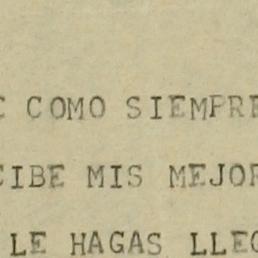 COMO SIEMPRE
CIBE MIS MEJOR
LE HAGAS LLEG